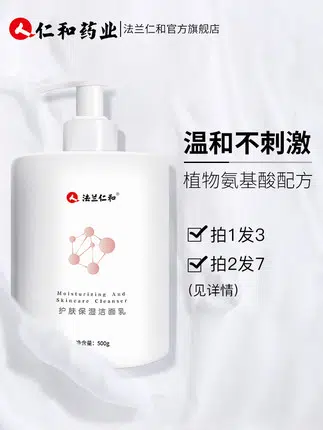 仁和药业 法兰仁和官方旗舰店
温和不刺激
植物氨基酸配方
拍1发3
拍2发7
(见详情)
法兰仁和®
Moisturizing And
Skincare Cleanser
护肤保湿洁面乳
净含量：500g